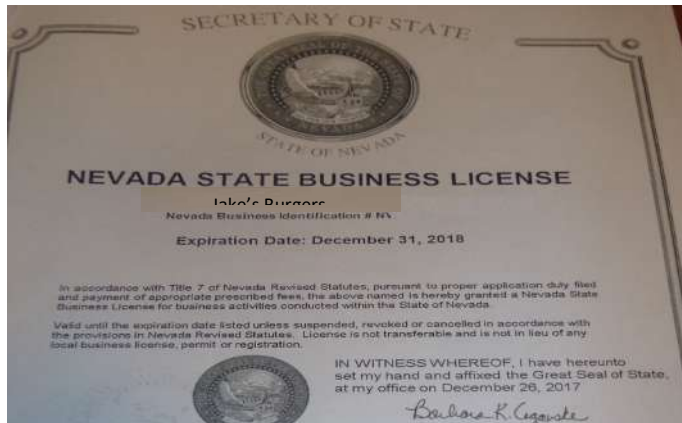 SECRETARY OF STATE
STATE OF NEVADA
NEVADA STATE BUSINESS LICENSE
Jake's Burgers
Nevada Business Identification # NV
Expiration Date: December 31, 2018
In accordance with Title 7 of Nevada Revised Statutes, pursuant to proper application duly filed
and payment of appropriate prescribed fees, the above named is hereby granted a Nevada State
Business License for business activities conducted within the State of Nevada.
Valid until the expiration date listed unless suspended, revoked or cancelled in accordance with
the provisions in Nevada Revised Statutes. License is not transferable and is not in lieu of any
local business license, permit or registration.
IN WITNESS WHEREOF, I have hereunto
set my hand and affixed the Great Seal of State,
at my office on December 26, 2017
Barbara K. Cegavske